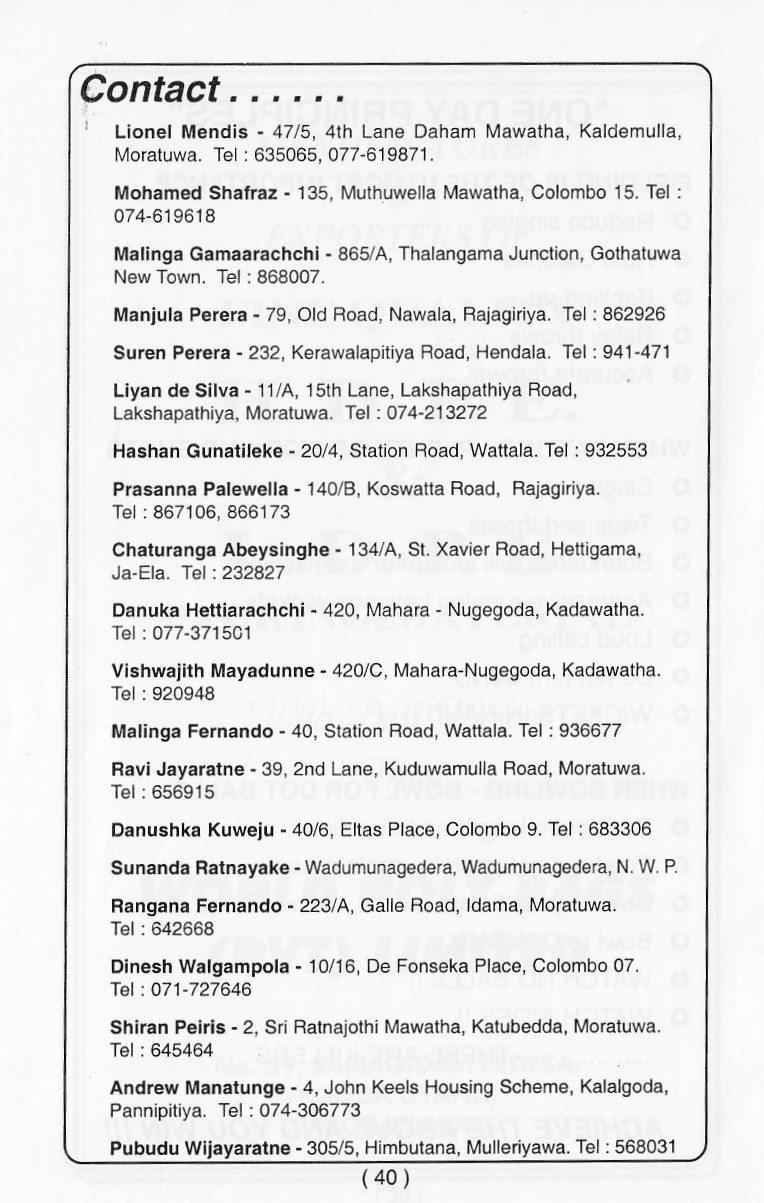 Contact . . . . . .
Lionel Mendis - 47/5, 4th Lane Daham Mawatha, Kaldemulla,
Moratuwa. Tel : 635065, 077-619871.
Mohamed Shafraz - 135, Muthuwella Mawatha, Colombo 15. Tel :
074-619618
Malinga Gamaarachchi - 865/A, Thalangama Junction, Gothatuwa
New Town. Tel : 868007.
Manjula Perera - 79, Old Road, Nawala, Rajagiriya. Tel : 862926
Suren Perera - 232, Kerawalapitiya Road, Hendala. Tel : 941-471
Liyan de Silva - 11/A, 15th Lane, Lakshapathiya Road,
Lakshapathiya, Moratuwa. Tel : 074-213272
Hashan Gunatileke - 20/4, Station Road, Wattala. Tel : 932553
Prasanna Palewella - 140/B, Koswatta Road, Rajagiriya.
Tel : 867106, 866173
Chaturanga Abeysinghe - 134/A, St. Xavier Road, Hettigama,
Ja-Ela. Tel : 232827
Danuka Hettiarachchi - 420, Mahara - Nugegoda, Kadawatha.
Tel : 077-371501
Vishwajith Mayadunne - 420/C, Mahara-Nugegoda, Kadawatha.
Tel : 920948
Malinga Fernando - 40, Station Road, Wattala. Tel : 936677
Ravi Jayaratne - 39, 2nd Lane, Kuduwamulla Road, Moratuwa.
Tel : 656915
Danushka Kuweju - 40/6, Eltas Place, Colombo 9. Tel : 683306
Sunanda Ratnayake - Wadumunagedera, Wadumunagedera, N. W. P.
Rangana Fernando - 223/A, Galle Road, Idama, Moratuwa.
Tel : 642668
Dinesh Walgampola - 10/16, De Fonseka Place, Colombo 07.
Tel : 071-727646
Shiran Peiris - 2, Sri Ratnajothi Mawatha, Katubedda, Moratuwa.
Tel : 645464
Andrew Manatunge - 4, John Keels Housing Scheme, Kalalgoda,
Pannipitiya. Tel : 074-306773
Pubudu Wijayaratne - 305/5, Himbutana, Mulleriyawa. Tel : 568031
( 40 )